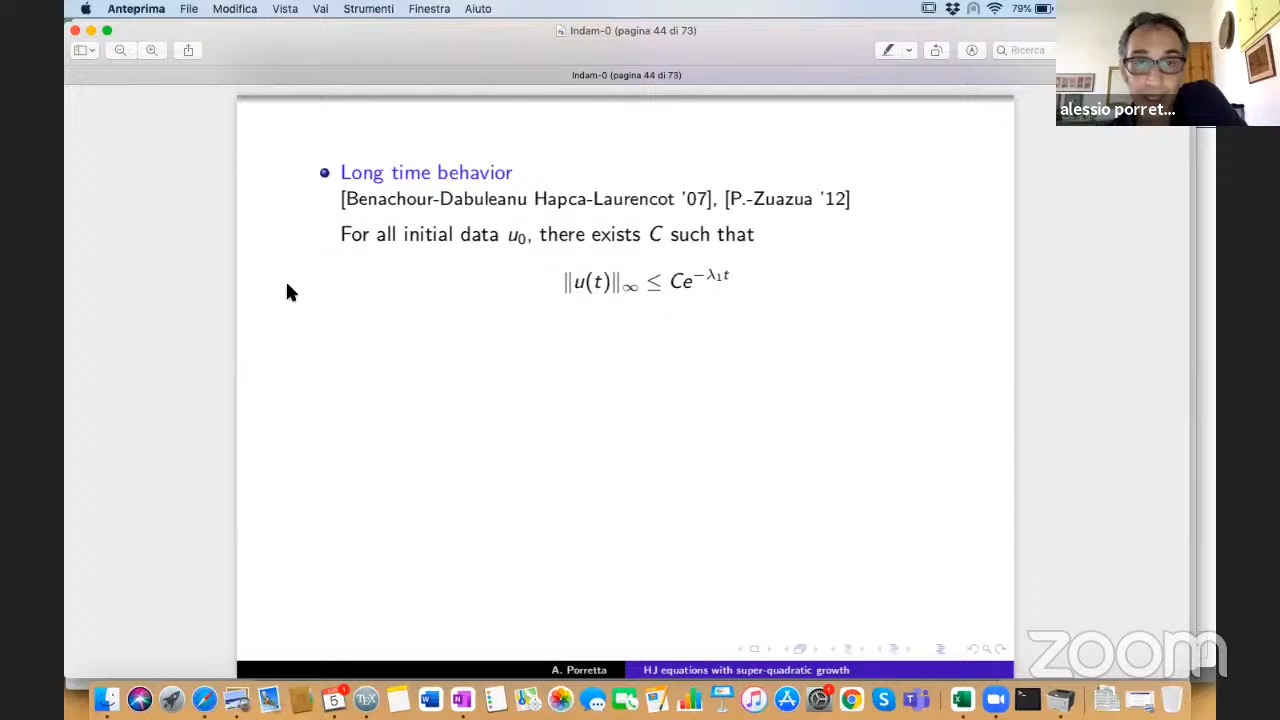 Anteprima File Modifica Vista Vai Strumenti Finestra Aiuto 79%
Indam-0 (pagina 44 di 73)
Ricerca
Indam-0 (pagina 44 di 73)
alessio porret...
Long time behavior
[Benachour-Dabuleanu Hapca-Laurencot '07], [P.-Zuazua '12]
For all initial data u₀, there exists C such that
‖u(t)‖∞ ≤ Ce^{−λ₁t}
zoom
A. Porretta HJ equations with super-quadratic growth